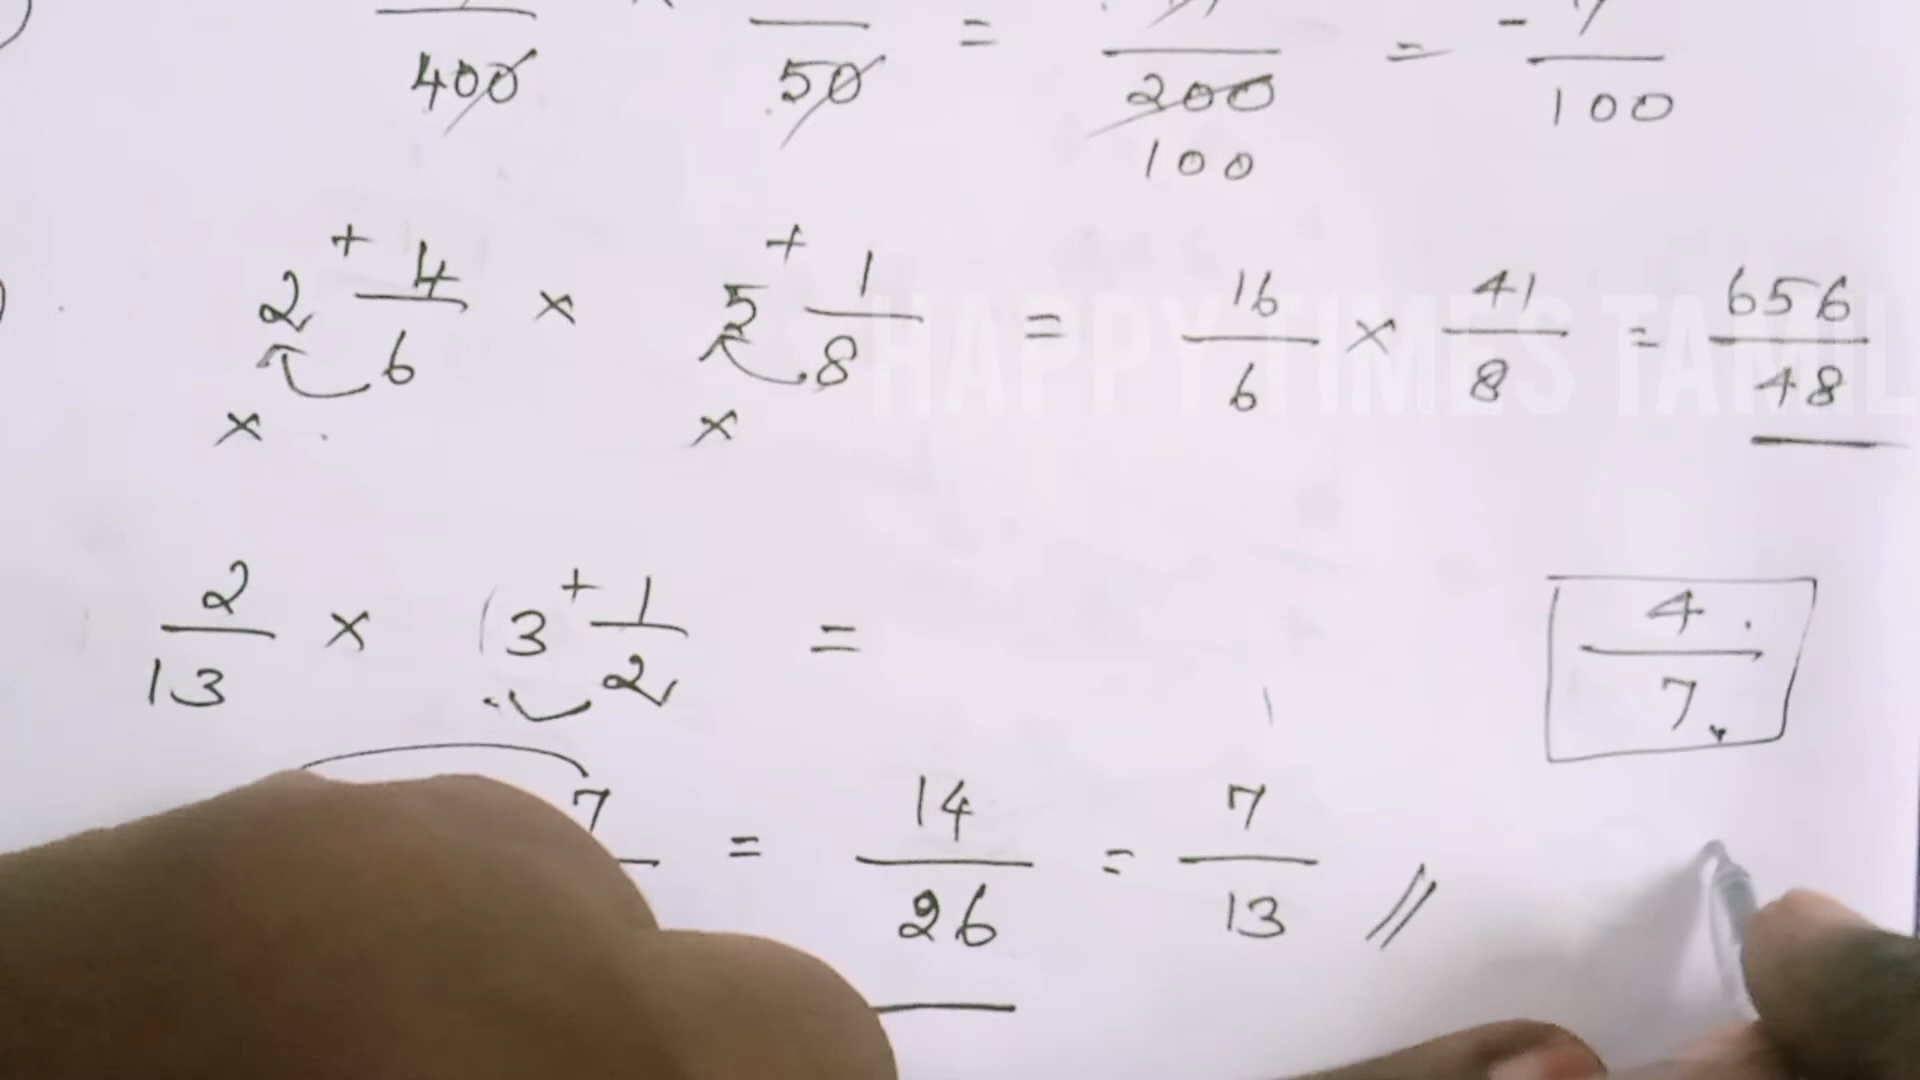 400 50 = 200 = - 7/100
100
2 + 4/6 × 5 + 1/8 = 16/6 × 41/8 = 656/48
× ×
HAPPY TIMES TAMIL
2/13 × 3 + 1/2 =
4/7
7 = 14/26 = 7/13 //